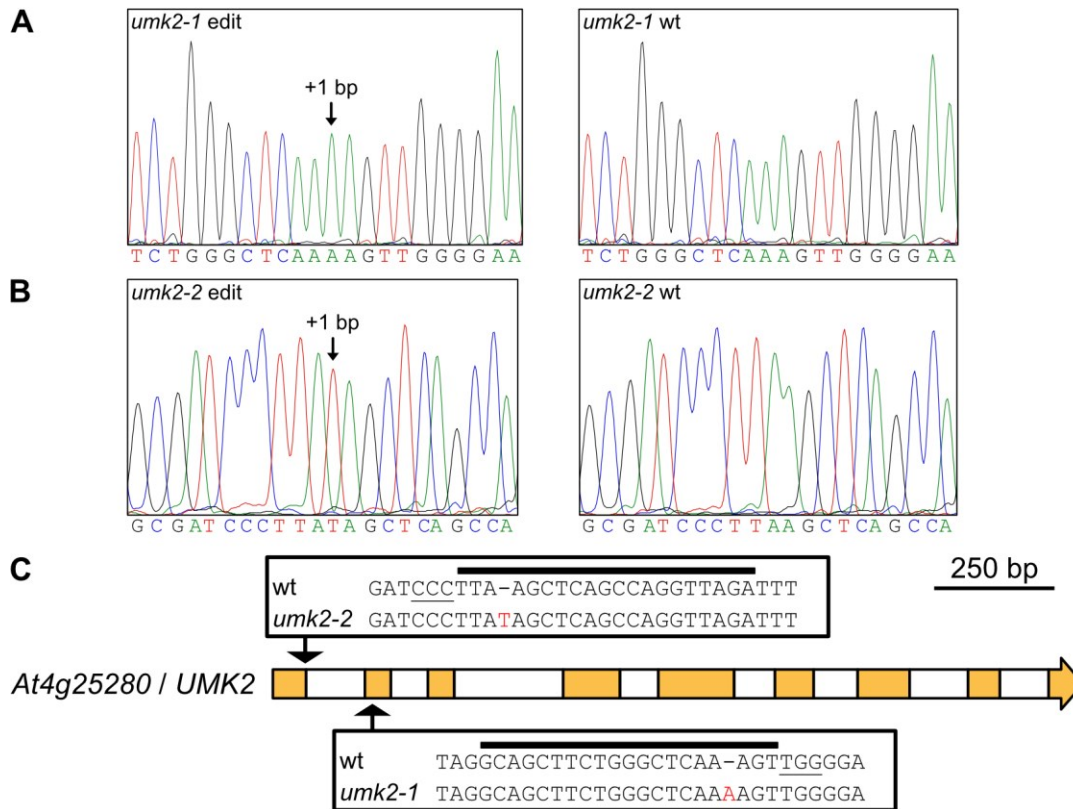 A
umk2-1 edit
+1 bp
TCTGGGCTCAAAAGTTGGGGAA
umk2-1 wt
TCTGGGCTCAAAGTTGGGGAA
B
umk2-2 edit
+1 bp
GCGATCCCTTATAGCTCAGCCA
umk2-2 wt
GCGATCCCTTAAGCTCAGCCA
C
wt GATCCCTTA-AGCTCAGCCAGGTTAGATTT
umk2-2 GATCCCTTATAGCTCAGCCAGGTTAGATTT
250 bp
At4g25280 / UMK2
wt TAGGCAGCTTCTGGGCTCAA-AGTTGGGGA
umk2-1 TAGGCAGCTTCTGGGCTCAAAAGTTGGGGA